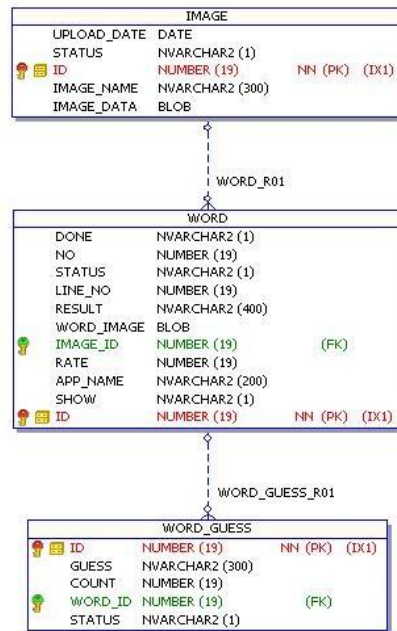 IMAGE
UPLOAD_DATE DATE
STATUS NVARCHAR2 (1)
ID NUMBER (19) NN (PK) (IX1)
IMAGE_NAME NVARCHAR2 (300)
IMAGE_DATA BLOB
WORD_R01
WORD
DONE NVARCHAR2 (1)
NO NUMBER (19)
STATUS NVARCHAR2 (1)
LINE_NO NUMBER (19)
RESULT NVARCHAR2 (400)
WORD_IMAGE BLOB
IMAGE_ID NUMBER (19) (FK)
RATE NUMBER (19)
APP_NAME NVARCHAR2 (200)
SHOW NVARCHAR2 (1)
ID NUMBER (19) NN (PK) (IX1)
WORD_GUESS_R01
WORD_GUESS
ID NUMBER (19) NN (PK) (IX1)
GUESS NVARCHAR2 (300)
COUNT NUMBER (19)
WORD_ID NUMBER (19) (FK)
STATUS NVARCHAR2 (1)